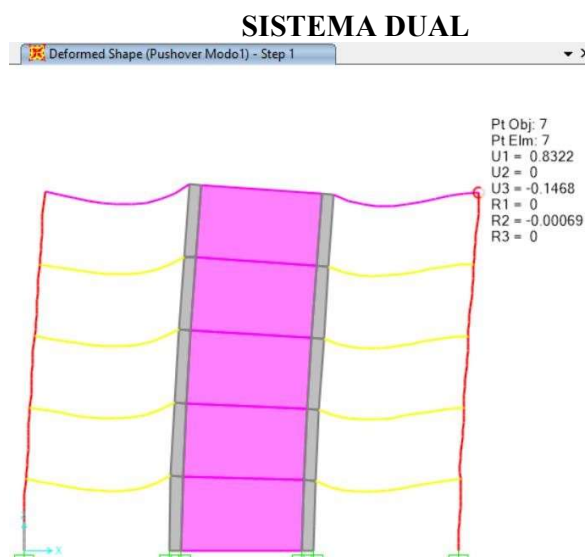 SISTEMA DUAL
Deformed Shape (Pushover Modo1) - Step 1
Pt Obj: 7
Pt Elm: 7
U1 = 0.8322
U2 = 0
U3 = -0.1468
R1 = 0
R2 = -0.00069
R3 = 0
X